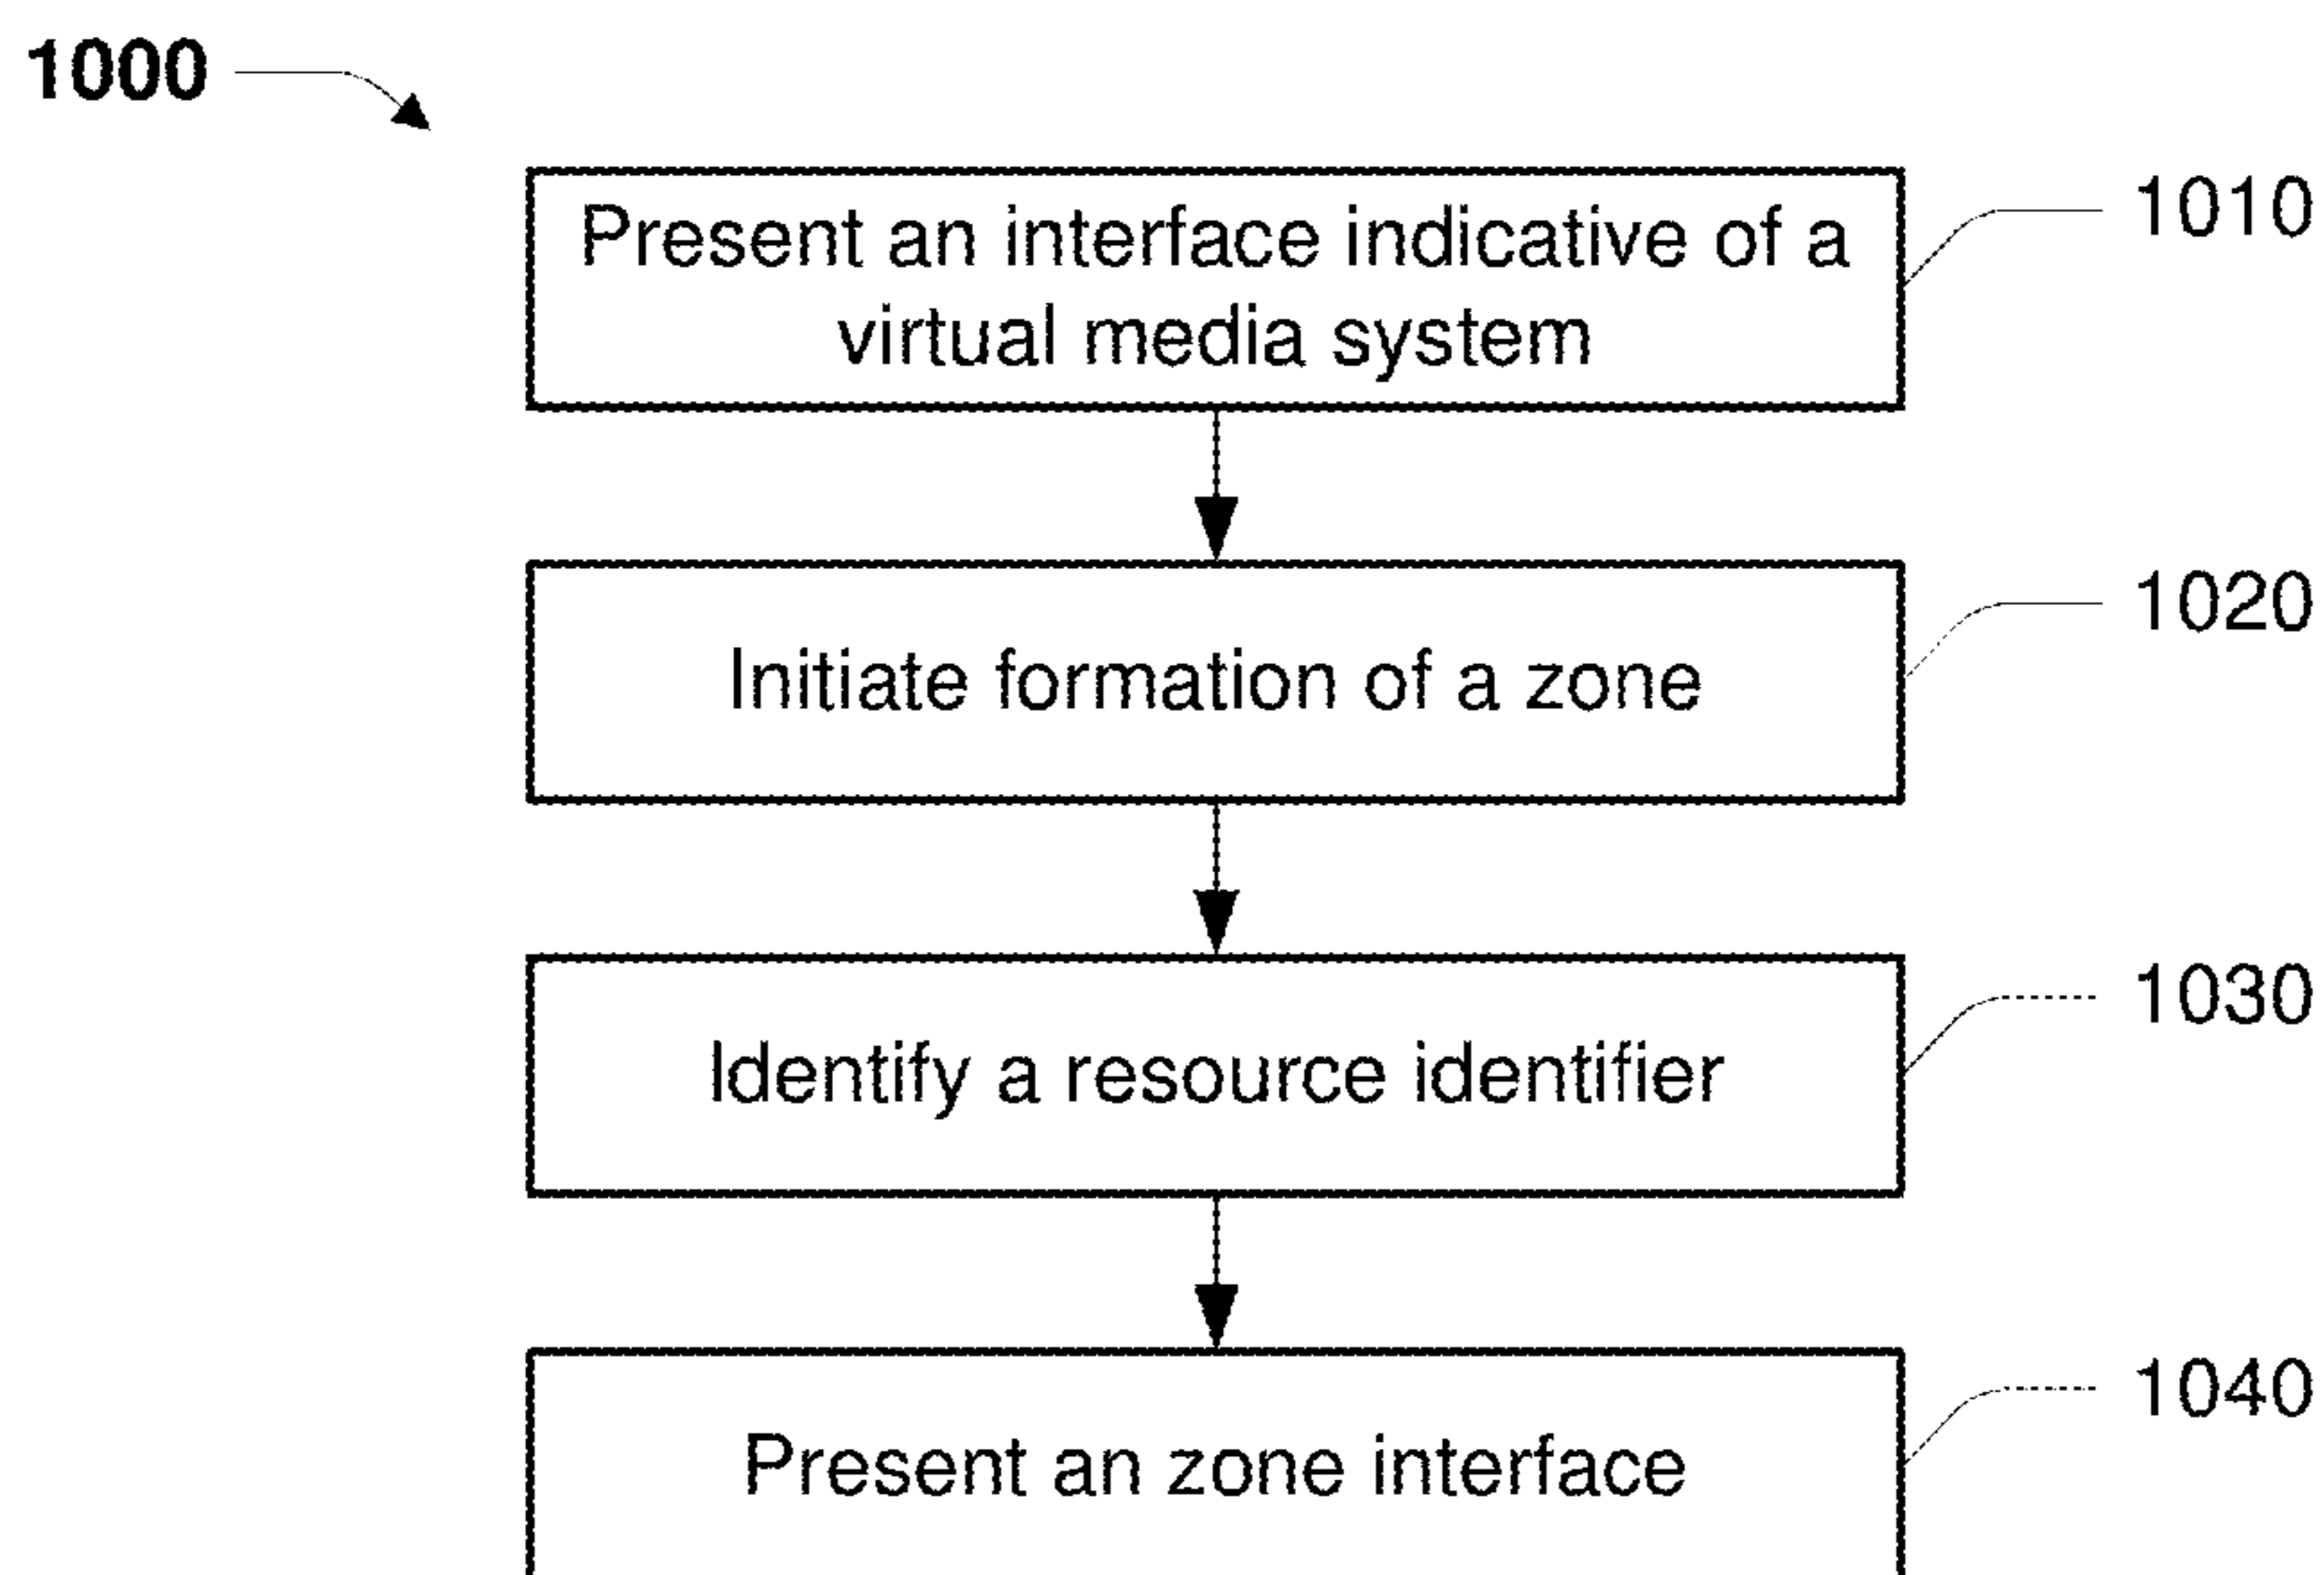 1000
Present an interface indicative of a
virtual media system
1010
Initiate formation of a zone
1020
Identify a resource identifier
1030
Present an zone interface
1040